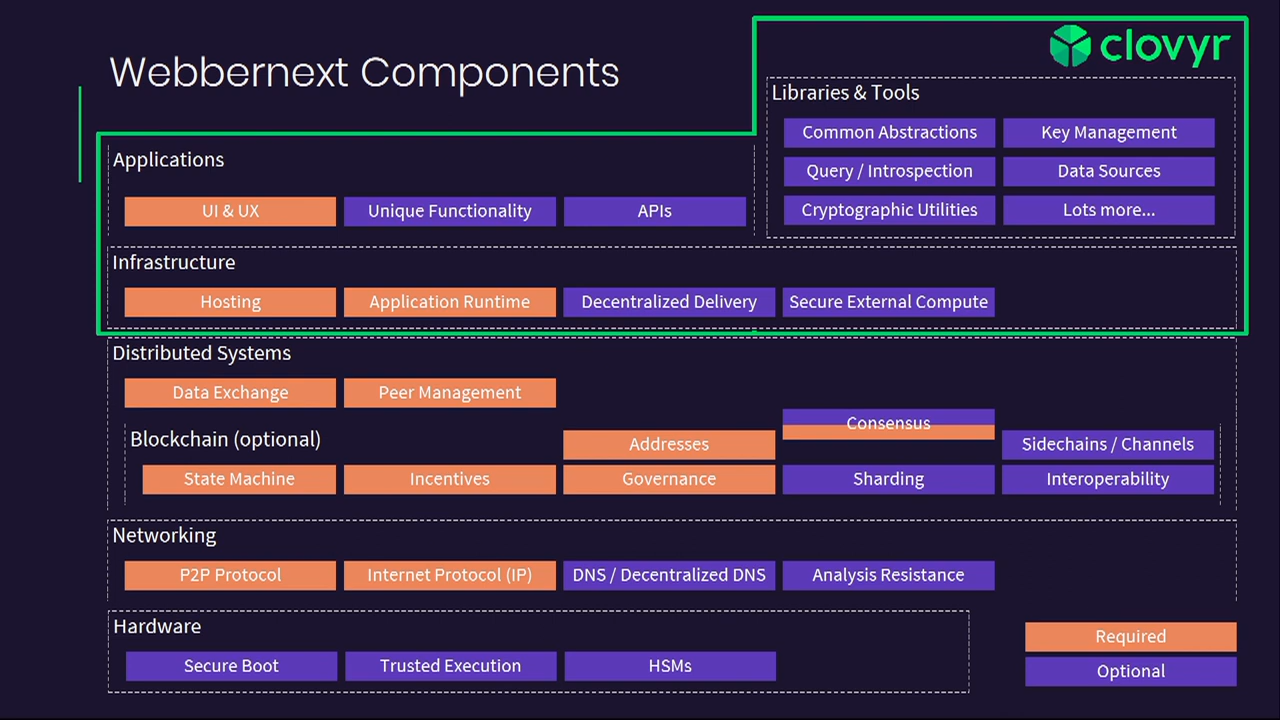 clovyr
Webbernext Components
Libraries & Tools
Common Abstractions
Key Management
Query / Introspection
Data Sources
Cryptographic Utilities
Lots more...
Applications
UI & UX
Unique Functionality
APIs
Infrastructure
Hosting
Application Runtime
Decentralized Delivery
Secure External Compute
Distributed Systems
Data Exchange
Peer Management
Blockchain (optional)
Addresses
Consensus
Sidechains / Channels
State Machine
Incentives
Governance
Sharding
Interoperability
Networking
P2P Protocol
Internet Protocol (IP)
DNS / Decentralized DNS
Analysis Resistance
Hardware
Secure Boot
Trusted Execution
HSMs
Required
Optional